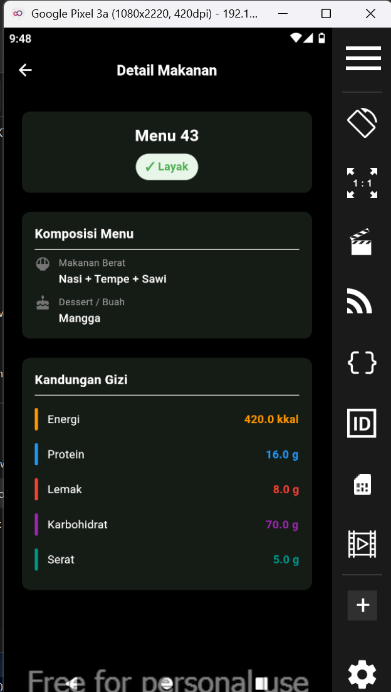 Google Pixel 3a (1080x2220, 420dpi) - 192.1...
9:48
Detail Makanan
Menu 43
✓ Layak
Komposisi Menu
Makanan Berat
Nasi + Tempe + Sawi
Dessert / Buah
Mangga
Kandungan Gizi
Energi 420.0 kkal
Protein 16.0 g
Lemak 8.0 g
Karbohidrat 70.0 g
Serat 5.0 g
Free for personal use
1:1
ID